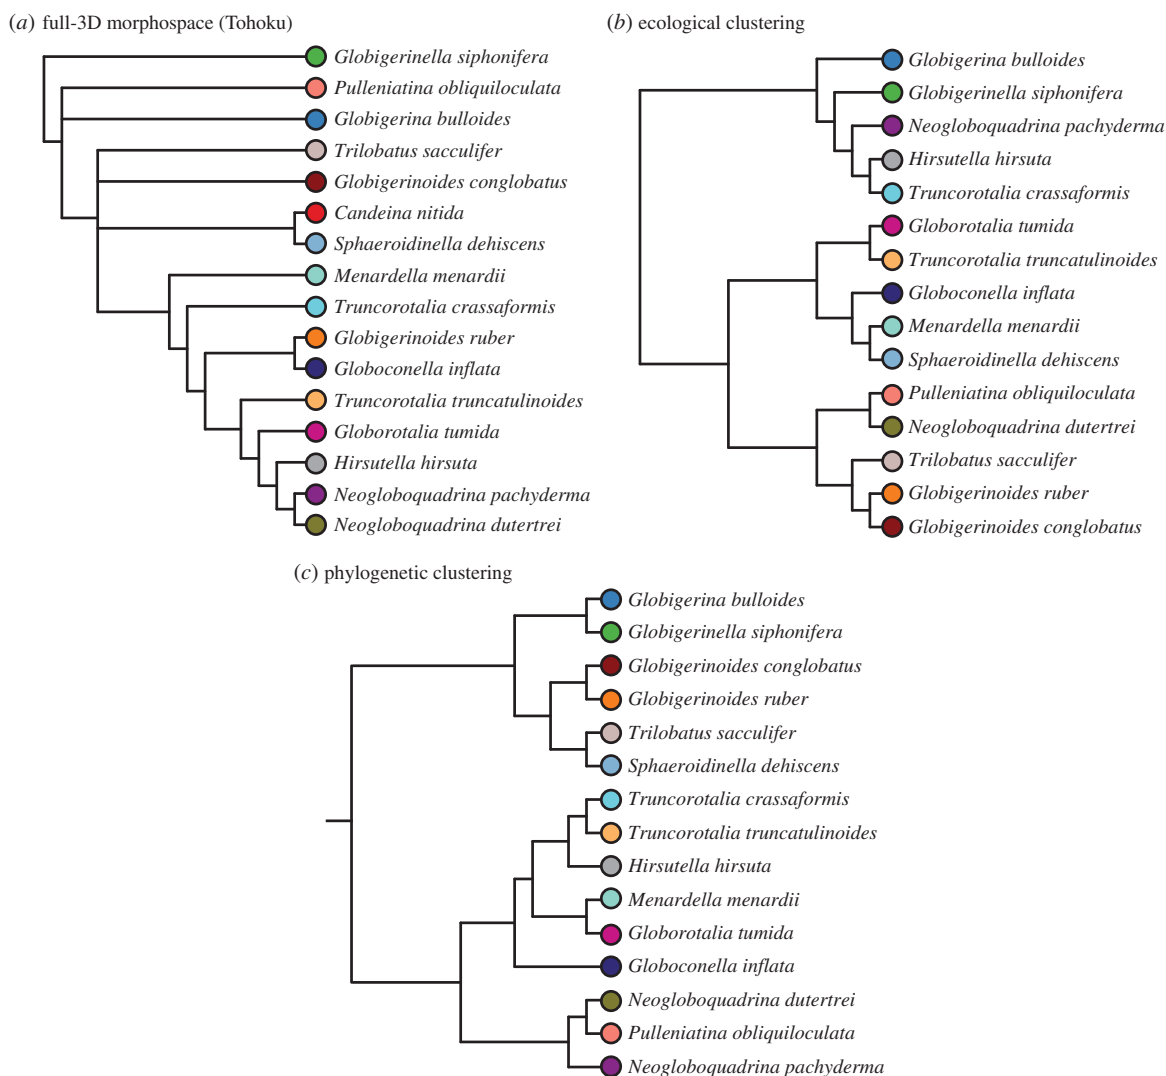 (a) full-3D morphospace (Tohoku)
Globigerinella siphonifera
Pulleniatina obliquiloculata
Globigerina bulloides
Trilobatus sacculifer
Globigerinoides conglobatus
Candeina nitida
Sphaeroidinella dehiscens
Menardella menardii
Truncorotalia crassaformis
Globigerinoides ruber
Globoconella inflata
Truncorotalia truncatulinoides
Globorotalia tumida
Hirsutella hirsuta
Neogloboquadrina pachyderma
Neogloboquadrina dutertrei
(b) ecological clustering
Globigerina bulloides
Globigerinella siphonifera
Neogloboquadrina pachyderma
Hirsutella hirsuta
Truncorotalia crassaformis
Globorotalia tumida
Truncorotalia truncatulinoides
Globoconella inflata
Menardella menardii
Sphaeroidinella dehiscens
Pulleniatina obliquiloculata
Neogloboquadrina dutertrei
Trilobatus sacculifer
Globigerinoides ruber
Globigerinoides conglobatus
(c) phylogenetic clustering
Globigerina bulloides
Globigerinella siphonifera
Globigerinoides conglobatus
Globigerinoides ruber
Trilobatus sacculifer
Sphaeroidinella dehiscens
Truncorotalia crassaformis
Truncorotalia truncatulinoides
Hirsutella hirsuta
Menardella menardii
Globorotalia tumida
Globoconella inflata
Neogloboquadrina dutertrei
Pulleniatina obliquiloculata
Neogloboquadrina pachyderma